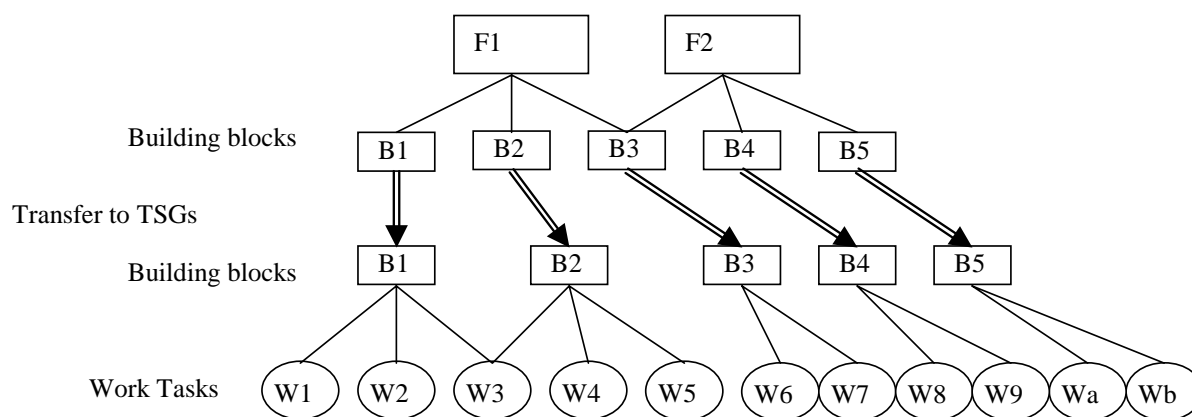 F1 F2
Building blocks B1 B2 B3 B4 B5
Transfer to TSGs
Building blocks B1 B2 B3 B4 B5
Work Tasks W1 W2 W3 W4 W5 W6 W7 W8 W9 Wa Wb